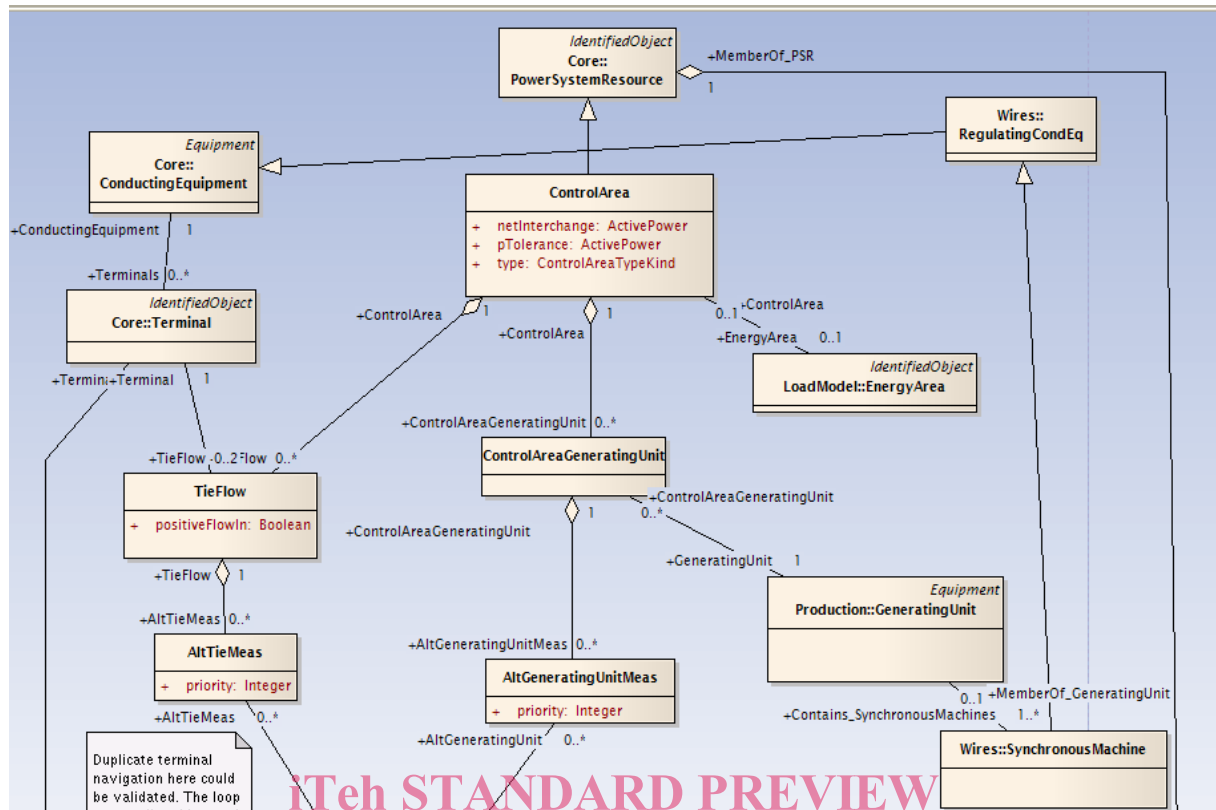 IdentifiedObject
Core::
PowerSystemResource
+MemberOf_PSR
1
Wires::
RegulatingCondEq
Equipment
Core::
ConductingEquipment
ControlArea
+ netInterchange: ActivePower
+ pTolerance: ActivePower
+ type: ControlAreaTypeKind
+ConductingEquipment 1
+Terminals 0..*
IdentifiedObject
Core::Terminal
+ControlArea 1
+ControlArea 1
0..1 +ControlArea
+EnergyArea 0..1
IdentifiedObject
LoadModel::EnergyArea
+Termin
+Terminal 1
+ControlAreaGeneratingUnit 0..*
ControlAreaGeneratingUnit
+TieFlow 0..2
Flow 0..*
TieFlow
+ positiveFlowIn: Boolean
+ControlAreaGeneratingUnit
0..*
+ControlAreaGeneratingUnit 1
+GeneratingUnit 1
+TieFlow 1
Equipment
Production::GeneratingUnit
+AltTieMeas 0..*
AltTieMeas
+ priority: Integer
+AltGeneratingUnitMeas 0..*
AltGeneratingUnitMeas
+ priority: Integer
0..1 +MemberOf_GeneratingUnit
+Contains_SynchronousMachines 1..*
+AltTieMeas 0..*
+AltGeneratingUnit 0..*
Wires::SynchronousMachine
Duplicate terminal
navigation here could
be validated. The loop
iTeh STANDARD PREVIEW